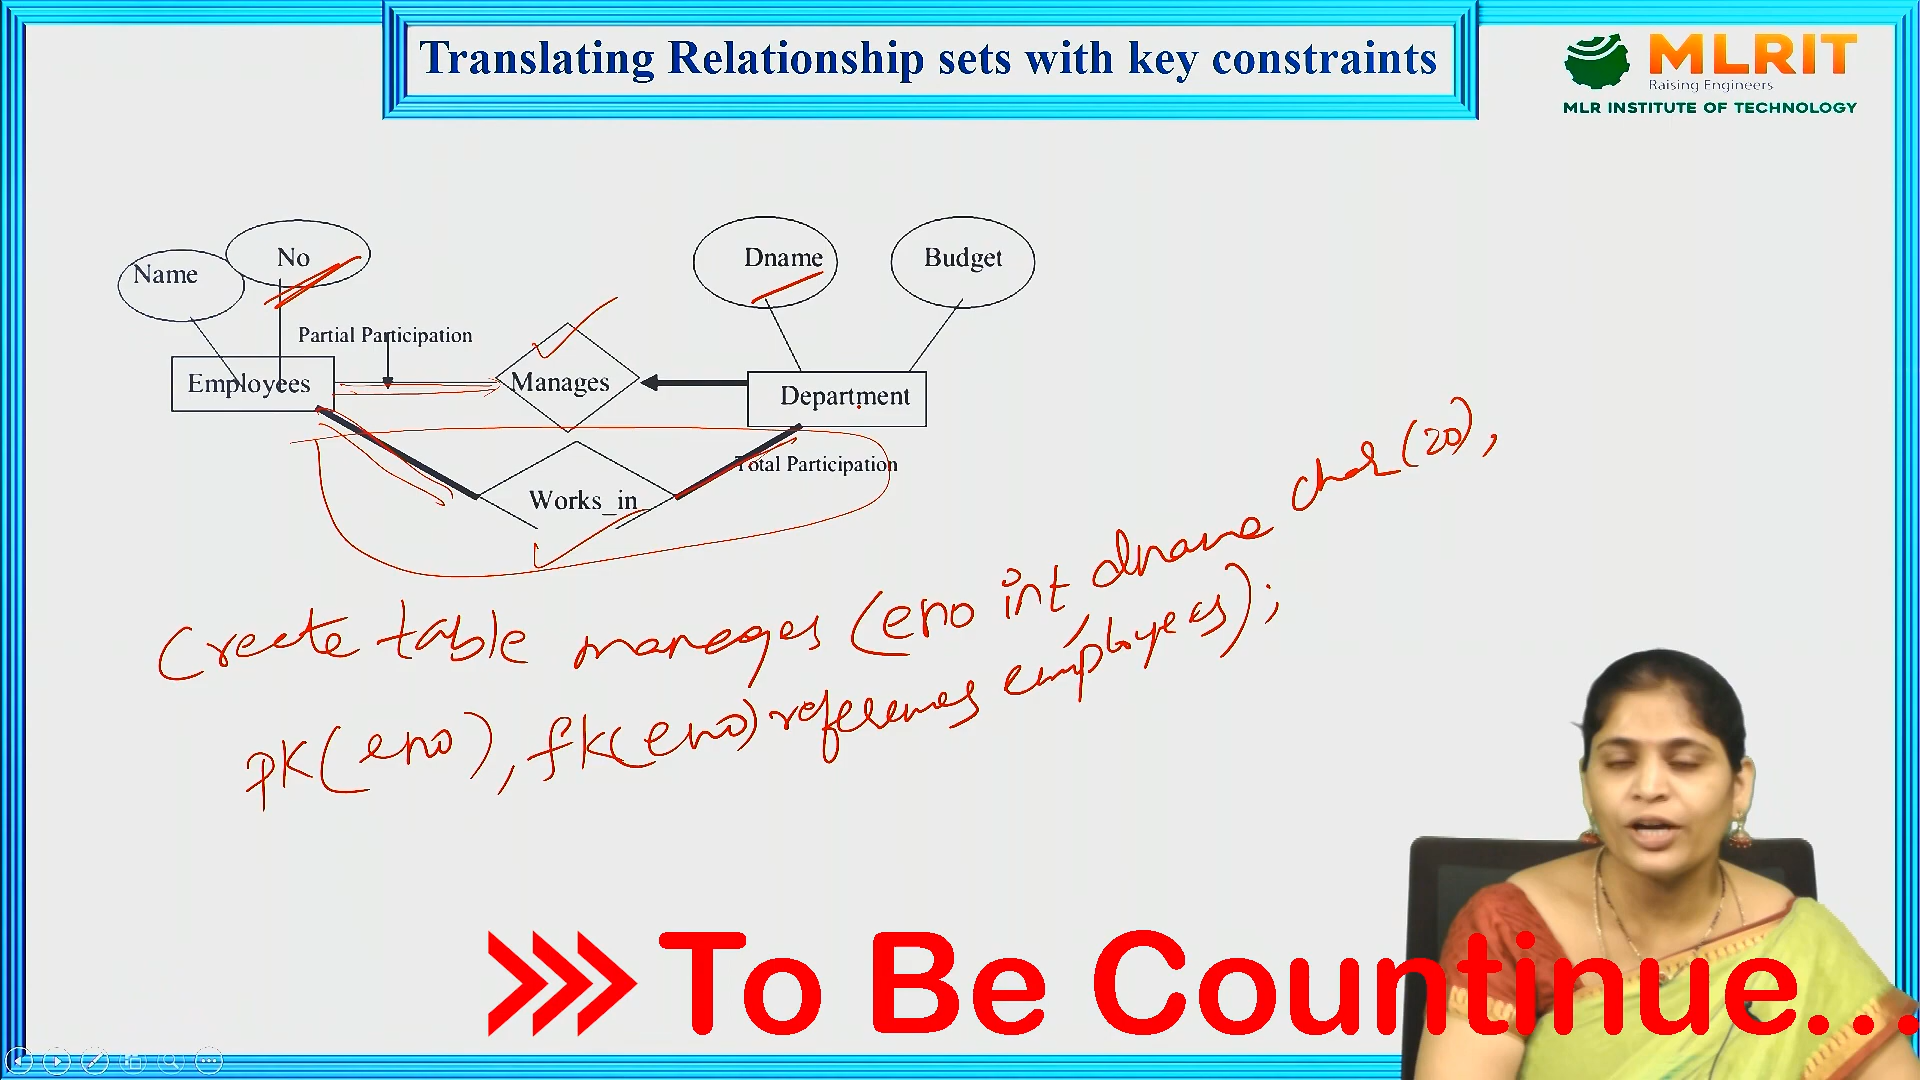 Translating Relationship sets with key constraints
MLRIT
Raising Engineers
MLR INSTITUTE OF TECHNOLOGY
No
Name
Dname
Budget
Partial Participation
Employees
Manages
Department
Total Participation
Works_in
Create table manages (eno int, dname char(20),
pk(eno), fk(eno) references employees);
To Be Countinue...